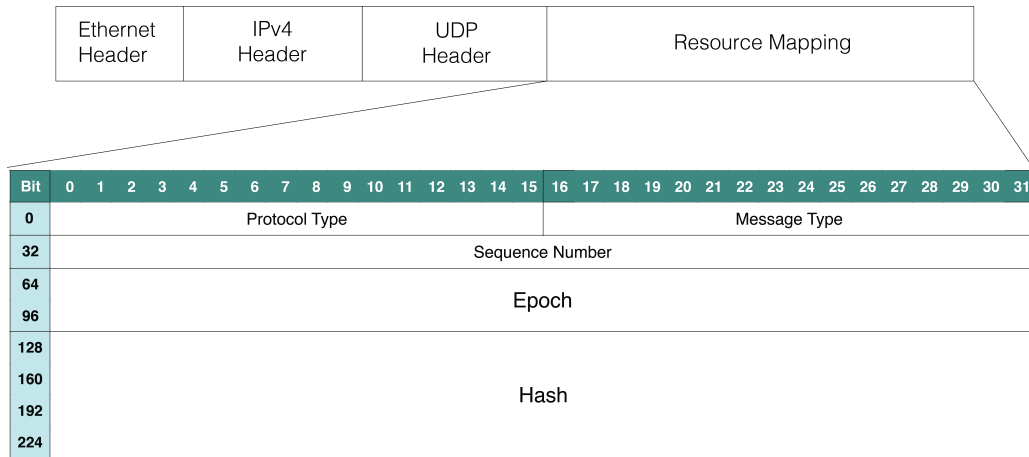 Ethernet Header
IPv4 Header
UDP Header
Resource Mapping
Bit 0 1 2 3 4 5 6 7 8 9 10 11 12 13 14 15 16 17 18 19 20 21 22 23 24 25 26 27 28 29 30 31
0 Protocol Type Message Type
32 Sequence Number
64
Epoch
96
128
160
Hash
192
224